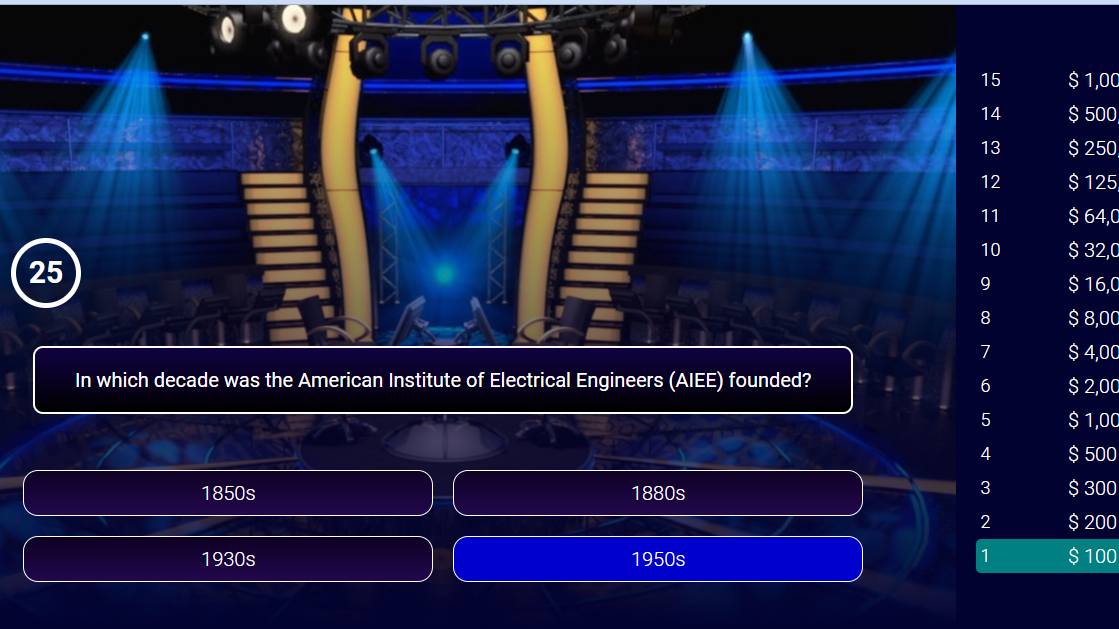 25
In which decade was the American Institute of Electrical Engineers (AIEE) founded?
1850s
1880s
1930s
1950s
15 $ 1,00
14 $ 500,
13 $ 250,
12 $ 125,
11 $ 64,0
10 $ 32,0
9 $ 16,0
8 $ 8,00
7 $ 4,00
6 $ 2,00
5 $ 1,00
4 $ 500
3 $ 300
2 $ 200
1 $ 100